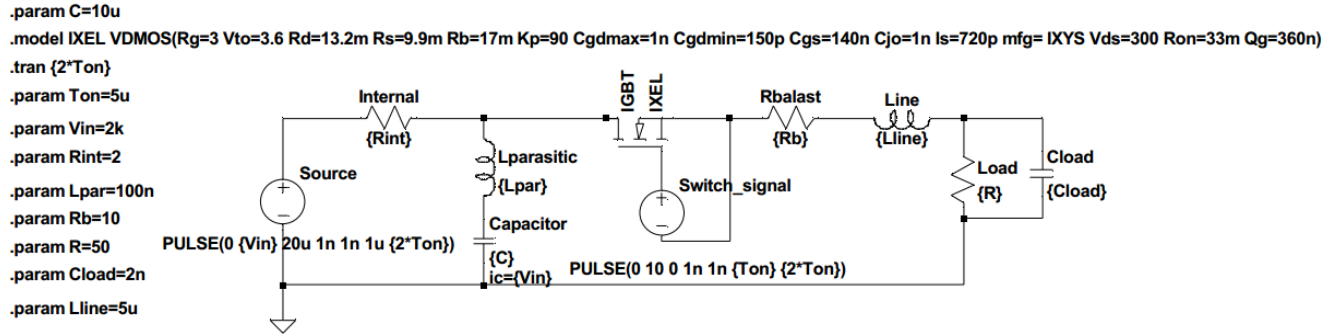 .param C=10u
.model IXEL VDMOS(Rg=3 Vto=3.6 Rd=13.2m Rs=9.9m Rb=17m Kp=90 Cgdmax=1n Cgdmin=150p Cgs=140n Cjo=1n Is=720p mfg= IXYS Vds=300 Ron=33m Qg=360n)
.tran {2*Ton}
.param Ton=5u
.param Vin=2k
.param Rint=2
.param Lpar=100n
.param Rb=10
.param R=50
.param Cload=2n
.param Lline=5u
Internal
{Rint}
Source
+
PULSE(0 {Vin} 20u 1n 1n 1u {2*Ton})
Lparasitic
{Lpar}
Capacitor
{C}
ic={Vin}
IGBT
IXEL
Switch_signal
+
PULSE(0 10 0 1n 1n {Ton} {2*Ton})
Rbalast
{Rb}
Line
{Lline}
Load
{R}
Cload
{Cload}